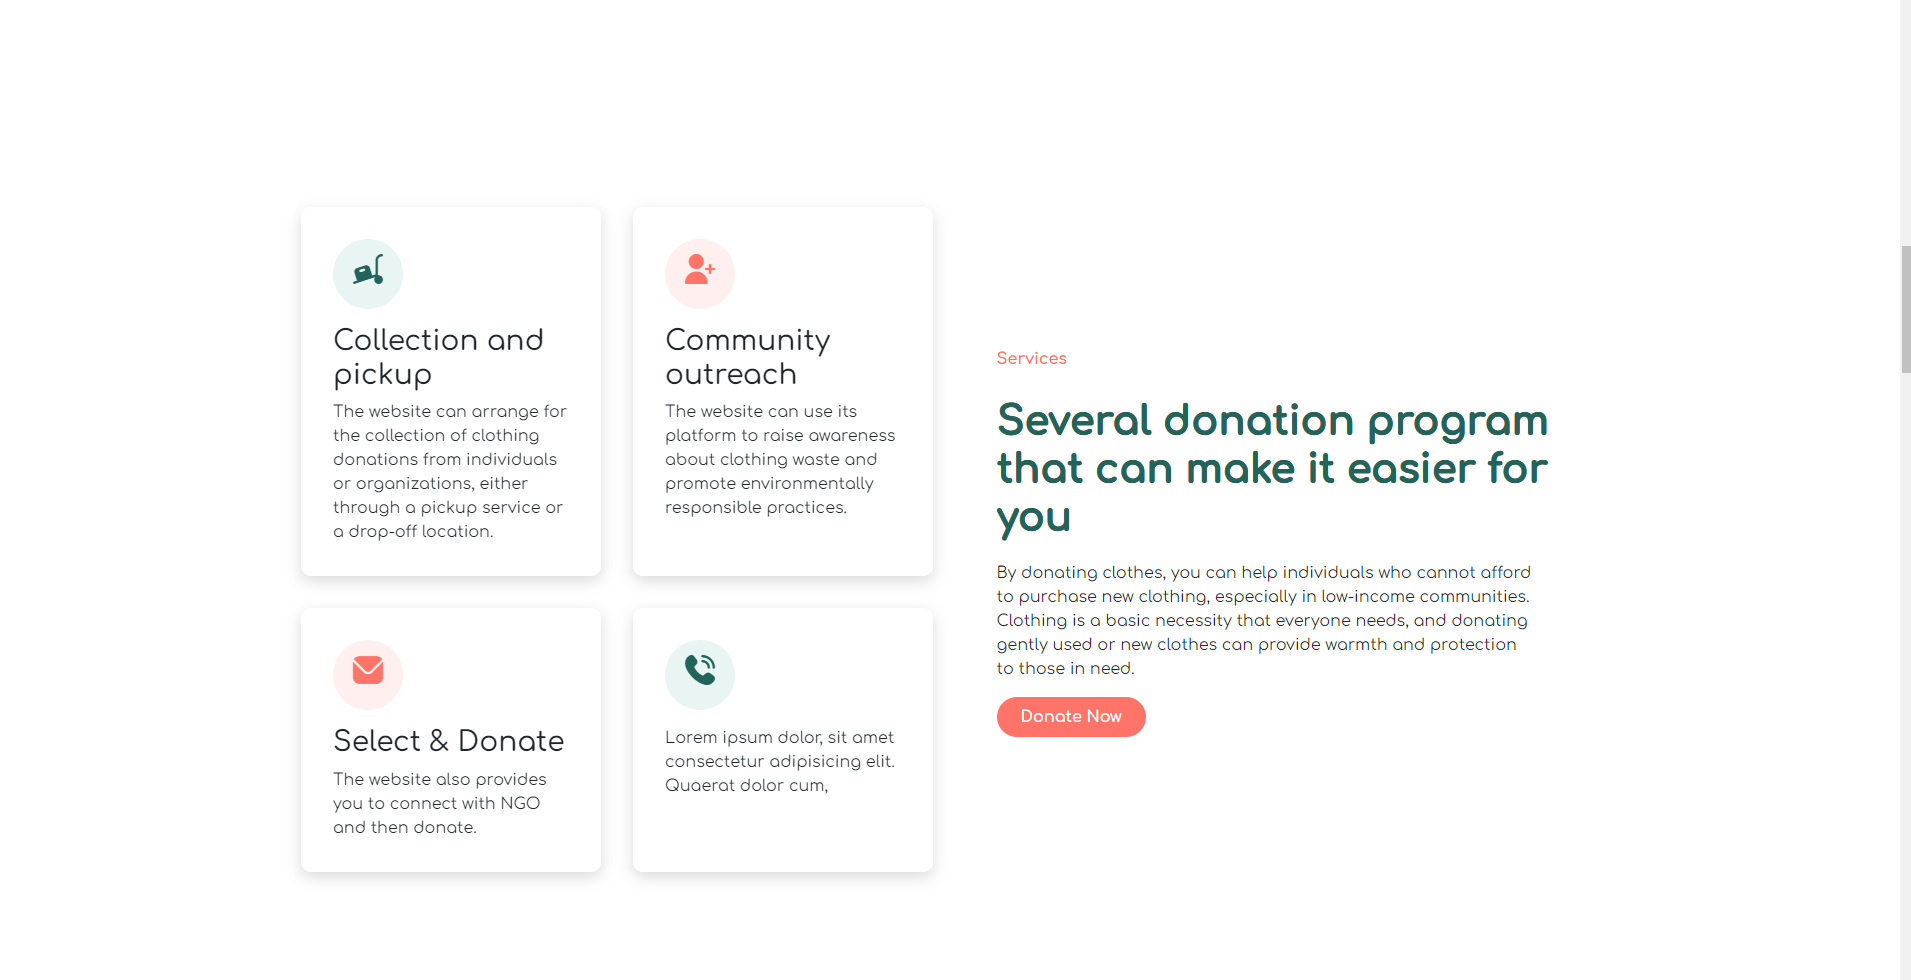 Collection and
pickup
The website can arrange for
the collection of clothing
donations from individuals
or organizations, either
through a pickup service or
a drop-off location.
Community
outreach
The website can use its
platform to raise awareness
about clothing waste and
promote environmentally
responsible practices.
Select & Donate
The website also provides
you to connect with NGO
and then donate.
Lorem ipsum dolor, sit amet
consectetur adipisicing elit.
Quaerat dolor cum,
Services
Several donation program
that can make it easier for
you
By donating clothes, you can help individuals who cannot afford
to purchase new clothing, especially in low-income communities.
Clothing is a basic necessity that everyone needs, and donating
gently used or new clothes can provide warmth and protection
to those in need.
Donate Now